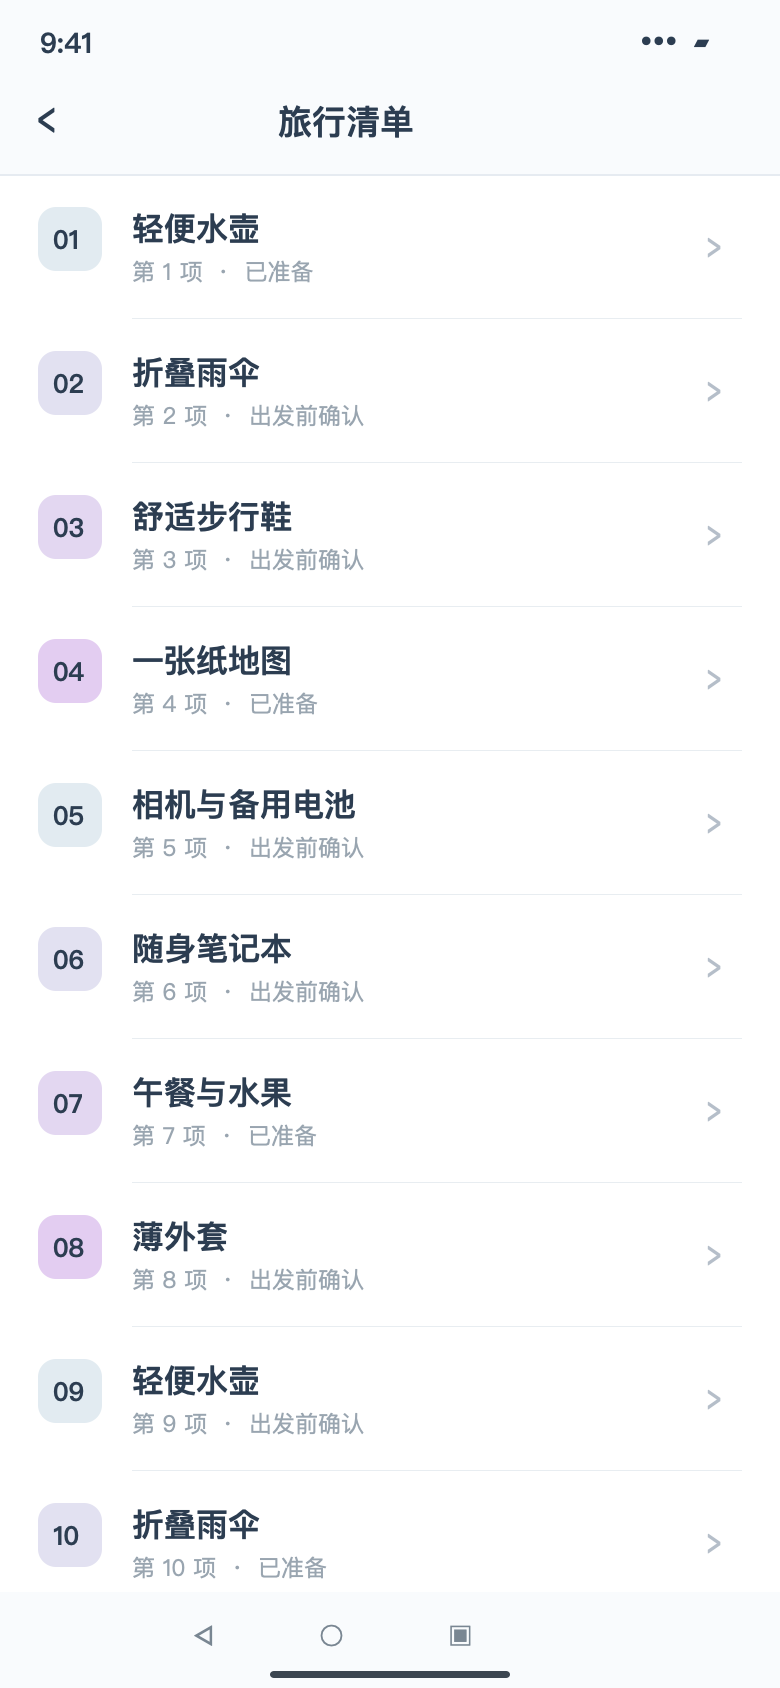 9:41
旅行清单
01
轻便水壶
第 1 项 · 已准备
02
折叠雨伞
第 2 项 · 出发前确认
03
舒适步行鞋
第 3 项 · 出发前确认
04
一张纸地图
第 4 项 · 已准备
05
相机与备用电池
第 5 项 · 出发前确认
06
随身笔记本
第 6 项 · 出发前确认
07
午餐与水果
第 7 项 · 已准备
08
薄外套
第 8 项 · 出发前确认
09
轻便水壶
第 9 项 · 出发前确认
10
折叠雨伞
第 10 项 · 已准备